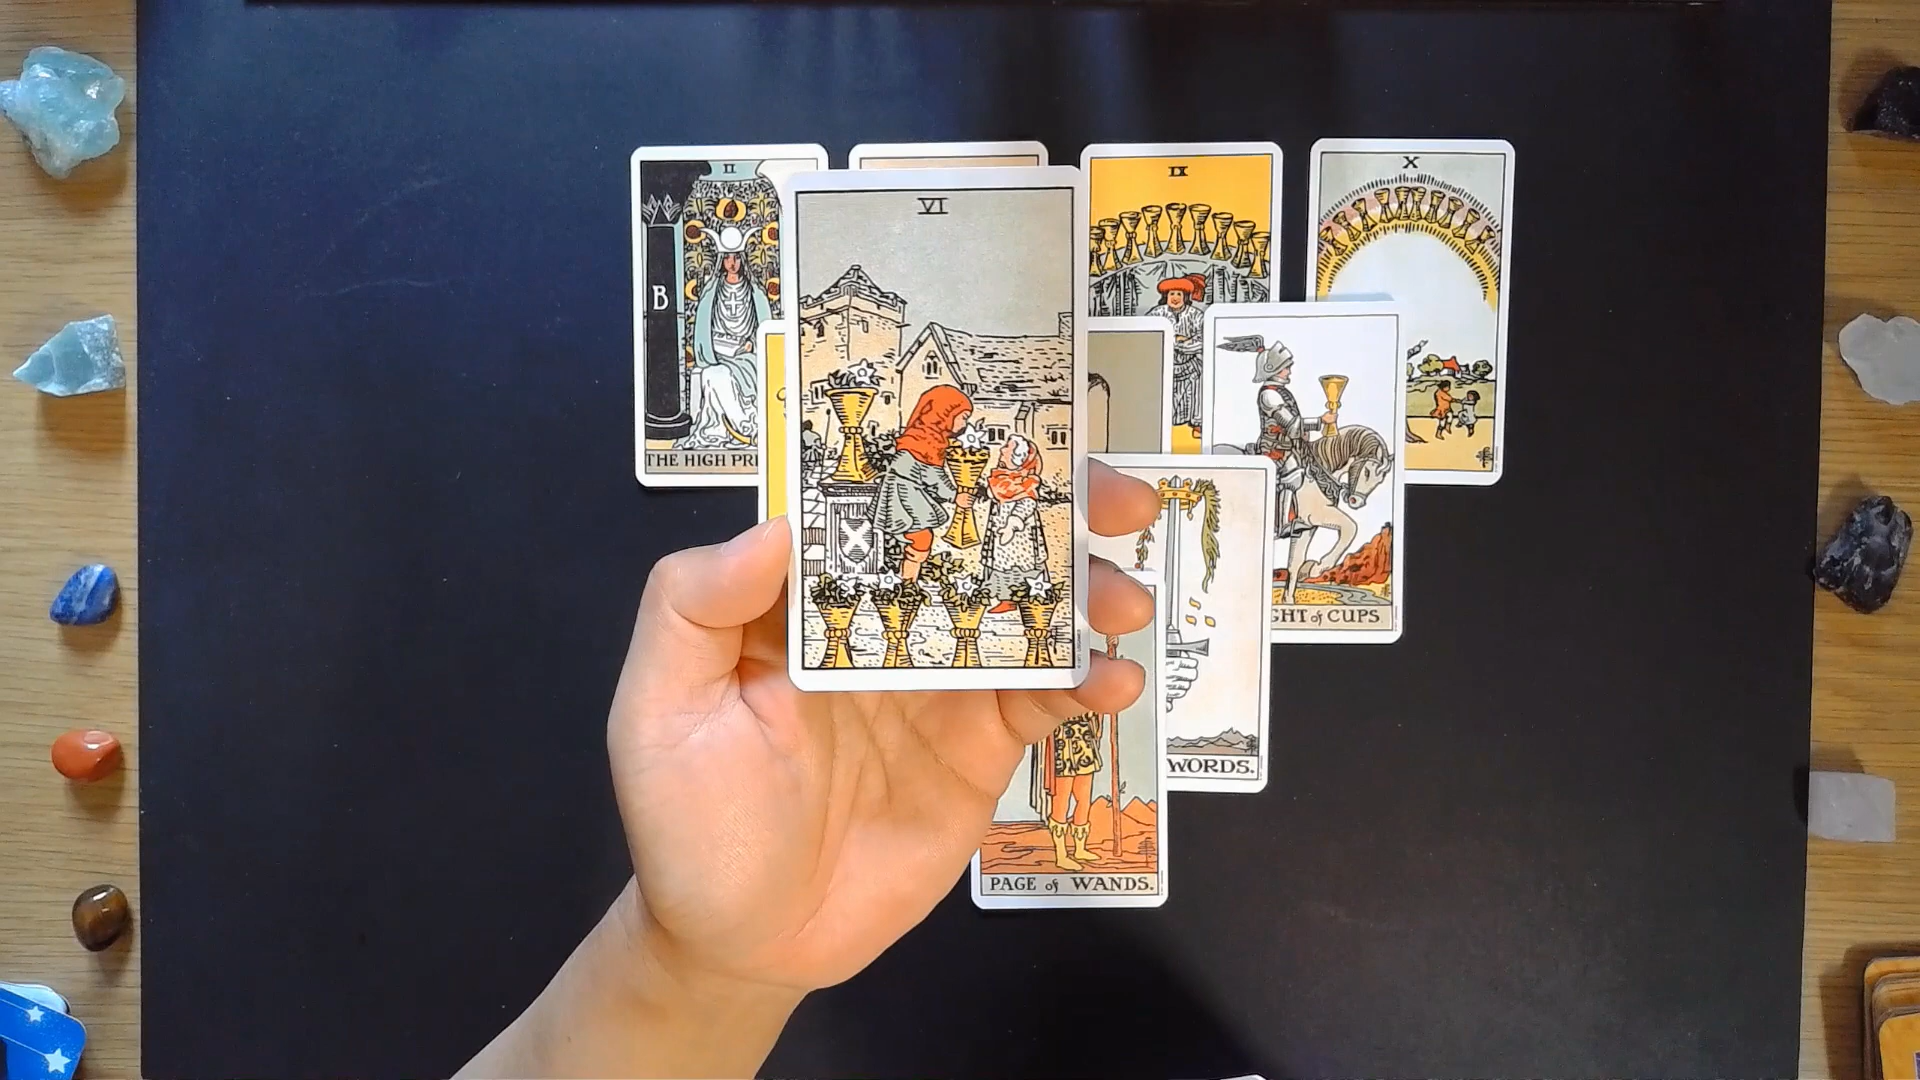 II
IX
X
VI
B
THE HIGH PRI
GHT of CUPS
WORDS.
PAGE of WANDS.